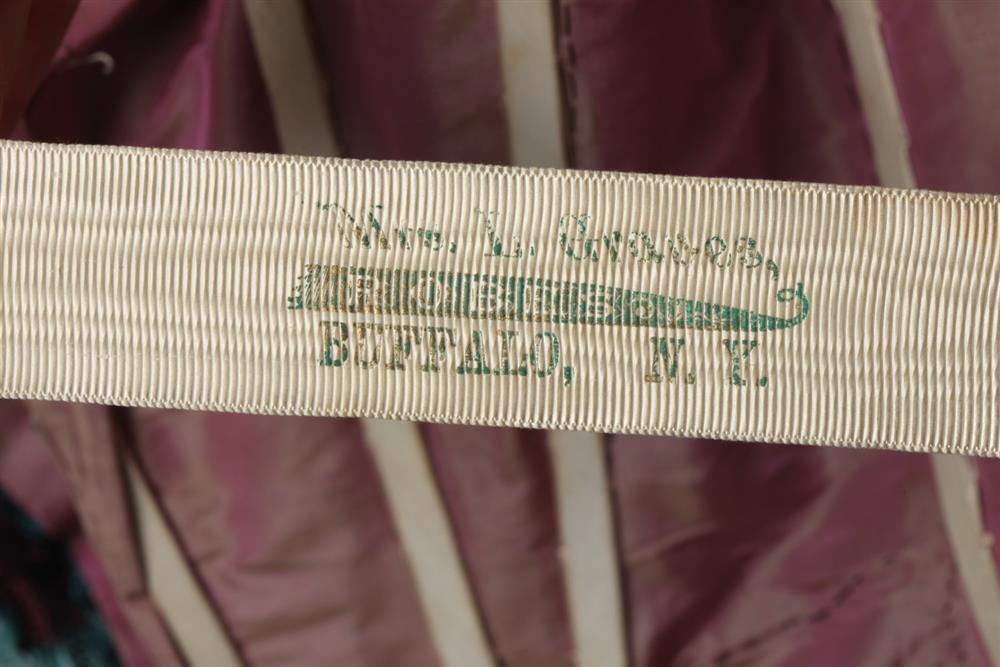 Mrs. L. Graves,
ROBES
BUFFALO, N. Y.